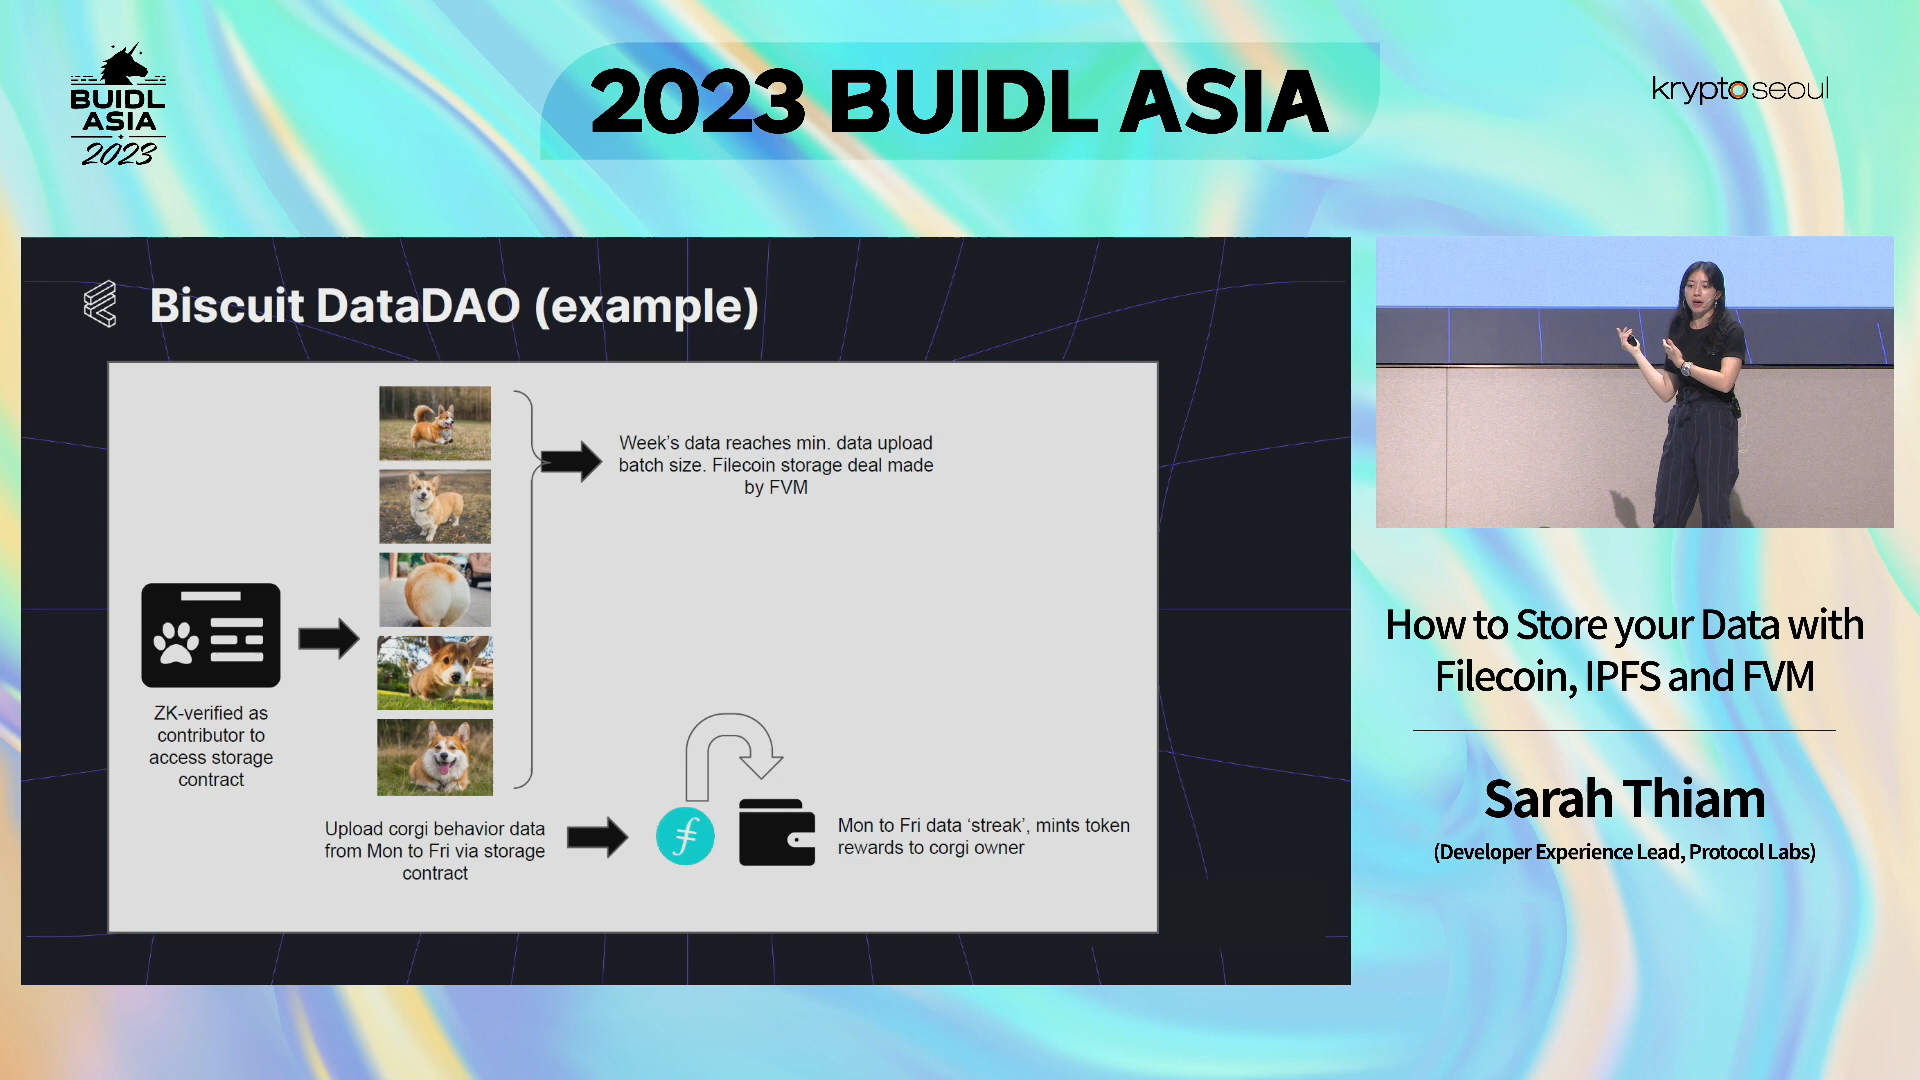 BUIDL
ASIA
2023
2023 BUIDL ASIA
kryptoseoul
Biscuit DataDAO (example)
Week's data reaches min. data upload
batch size. Filecoin storage deal made
by FVM
ZK-verified as
contributor to
access storage
contract
Upload corgi behavior data
from Mon to Fri via storage
contract
Mon to Fri data ‘streak’, mints token
rewards to corgi owner
How to Store your Data with
Filecoin, IPFS and FVM
Sarah Thiam
(Developer Experience Lead, Protocol Labs)